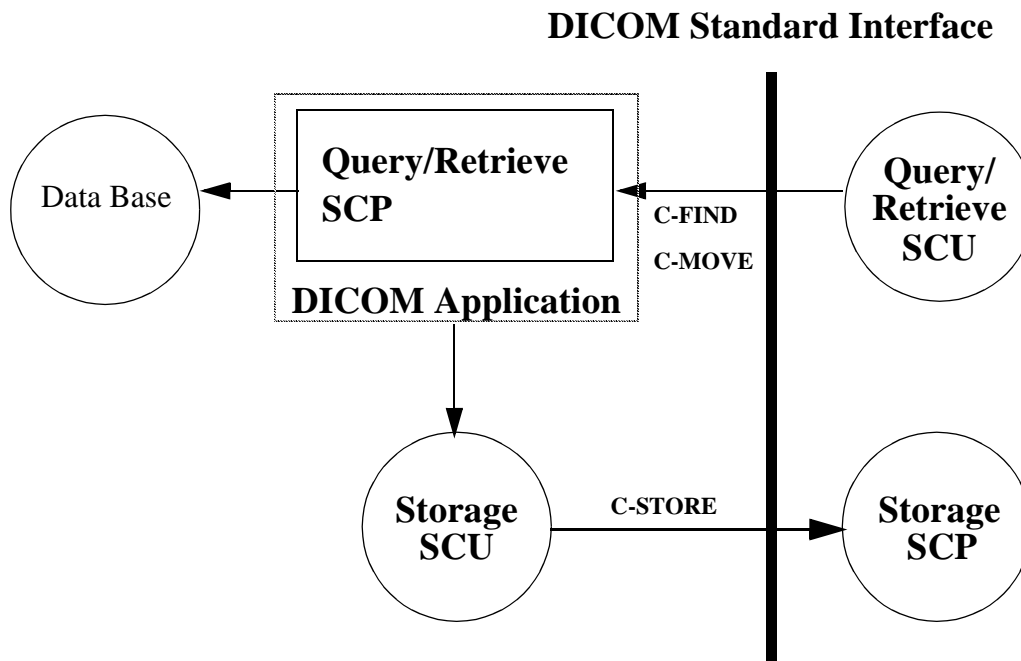 DICOM Standard Interface
Data Base
Query/Retrieve
SCP
DICOM Application
C-FIND
C-MOVE
Query/
Retrieve
SCU
Storage
SCU
C-STORE
Storage
SCP